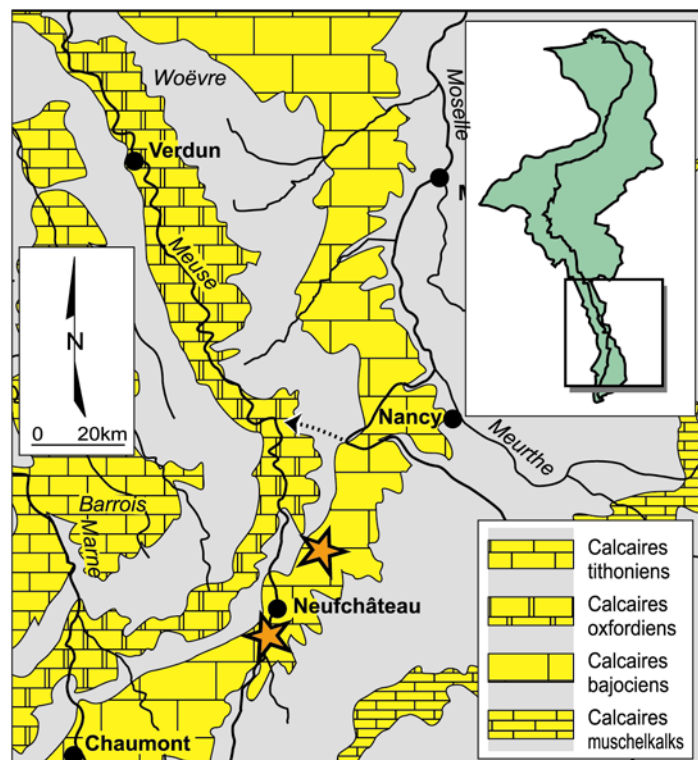 Woëvre
Moselle
Verdun
M
Meuse
N
0 20km
Nancy
Meurthe
Barrois
Marne
Neufchâteau
Chaumont
Calcaires
tithoniens
Calcaires
oxfordiens
Calcaires
bajociens
Calcaires
muschelkalks